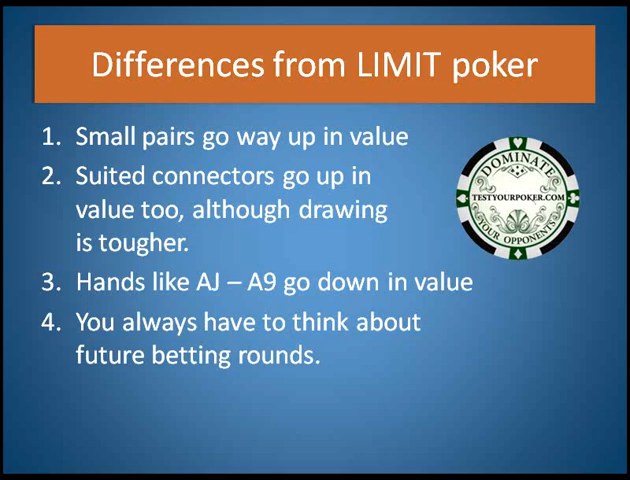 Differences from LIMIT poker
1. Small pairs go way up in value
2. Suited connectors go up in
value too, although drawing
is tougher.
3. Hands like AJ – A9 go down in value
4. You always have to think about
future betting rounds.
DOMINATE
TESTYOURPOKER.COM
YOUR OPPONENTS